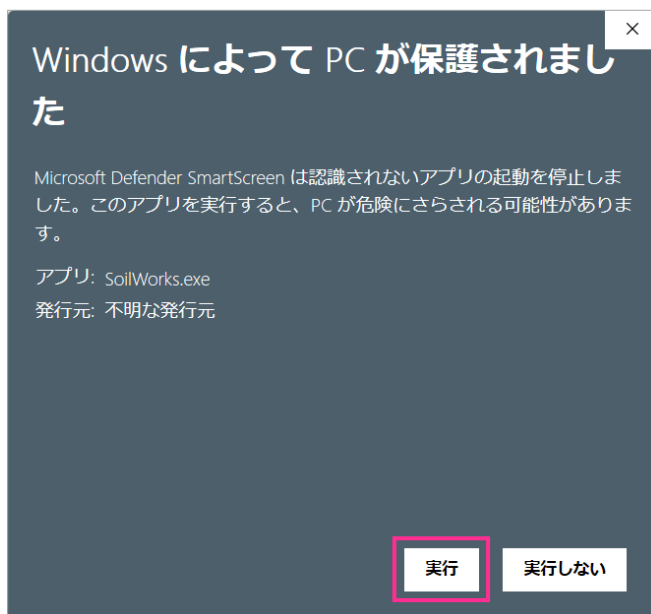 Windows によって PC が保護されまし
た
Microsoft Defender SmartScreen は認識されないアプリの起動を停止しま
した。このアプリを実行すると、PC が危険にさらされる可能性がありま
す。
アプリ: SoilWorks.exe
発行元: 不明な発行元
実行 実行しない